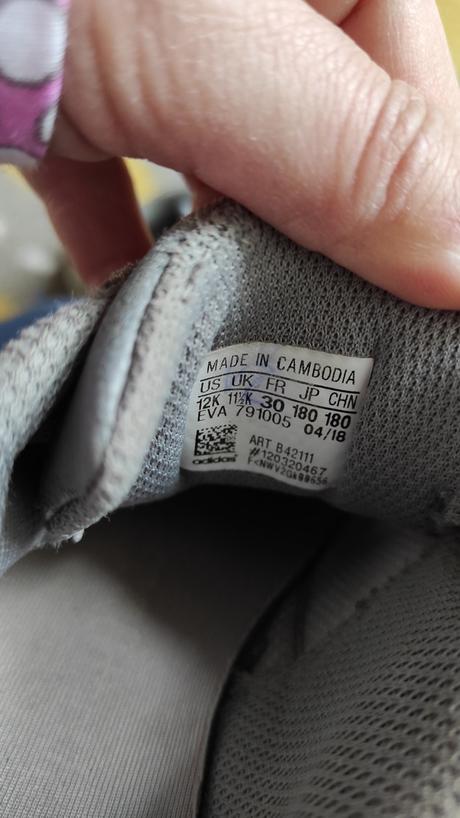 MADE IN CAMBODIA
US UK FR JP CHN
12K 11½K 30 180 180
EVA 791005 04/18
ART B42111
#120320467
adidas